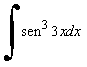 ∫ sen³ 3xdx